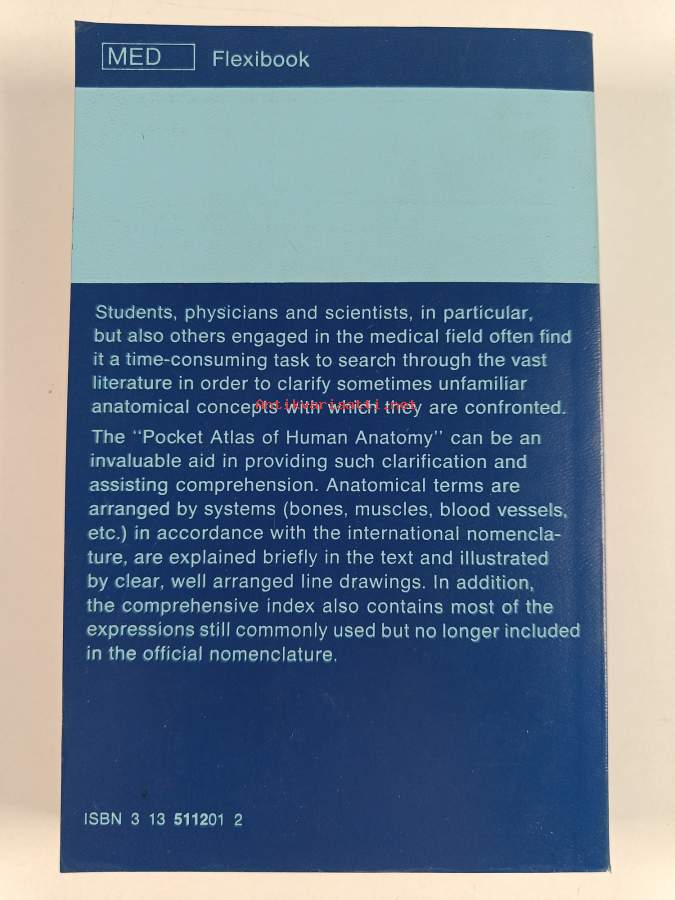 MED Flexibook
Students, physicians and scientists, in particular,
but also others engaged in the medical field often find
it a time-consuming task to search through the vast
literature in order to clarify sometimes unfamiliar
anatomical concepts with which they are confronted.
Antikvariaatti.net
The “Pocket Atlas of Human Anatomy” can be an
invaluable aid in providing such clarification and
assisting comprehension. Anatomical terms are
arranged by systems (bones, muscles, blood vessels,
etc.) in accordance with the international nomencla-
ture, are explained briefly in the text and illustrated
by clear, well arranged line drawings. In addition,
the comprehensive index also contains most of the
expressions still commonly used but no longer included
in the official nomenclature.
ISBN 3 13 511201 2